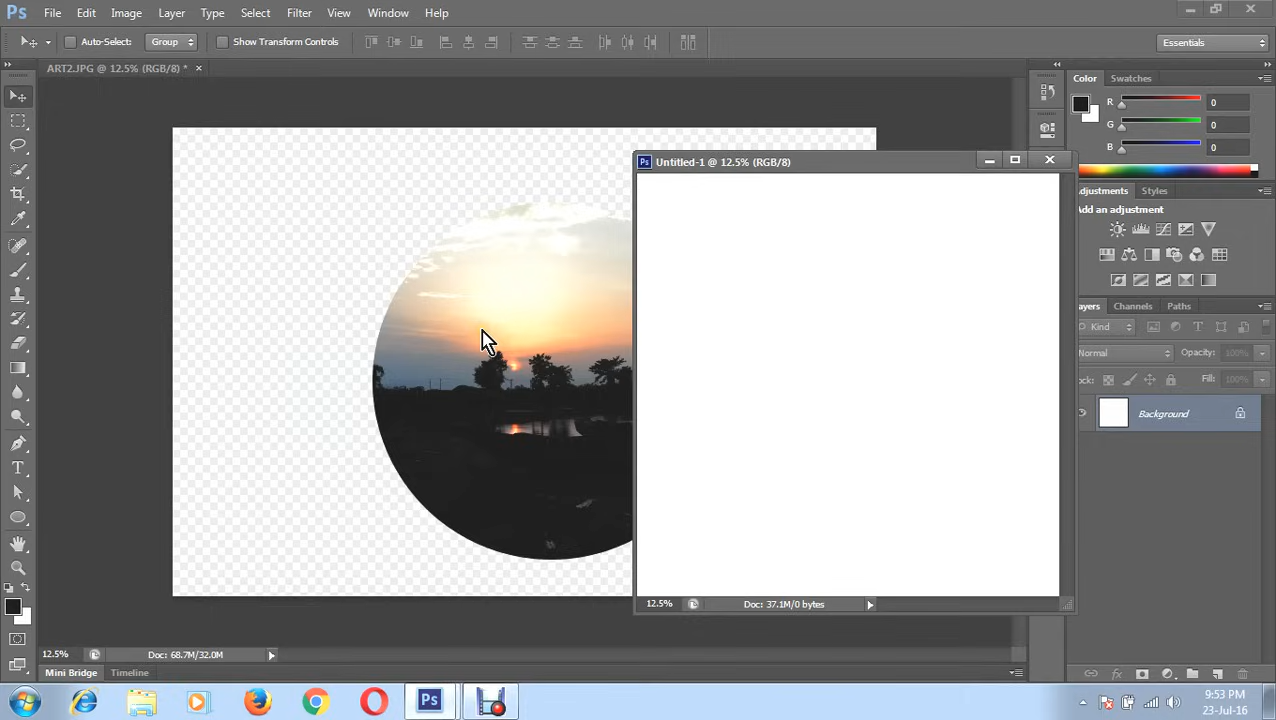 Ps File Edit Image Layer Type Select Filter View Window Help
Auto-Select: Group Show Transform Controls Essentials
ART2.JPG @ 12.5% (RGB/8) * ×
Color Swatches
R 0
G 0
B 0
Ps Untitled-1 @ 12.5% (RGB/8)
Adjustments Styles
Add an adjustment
Layers Channels Paths
Kind
Normal Opacity: 100%
Lock: Fill: 100%
Background
T
12.5% Doc: 37.1M/0 bytes
12.5% Doc: 68.7M/32.0M
Mini Bridge Timeline
Ps
9:53 PM
23-Jul-16